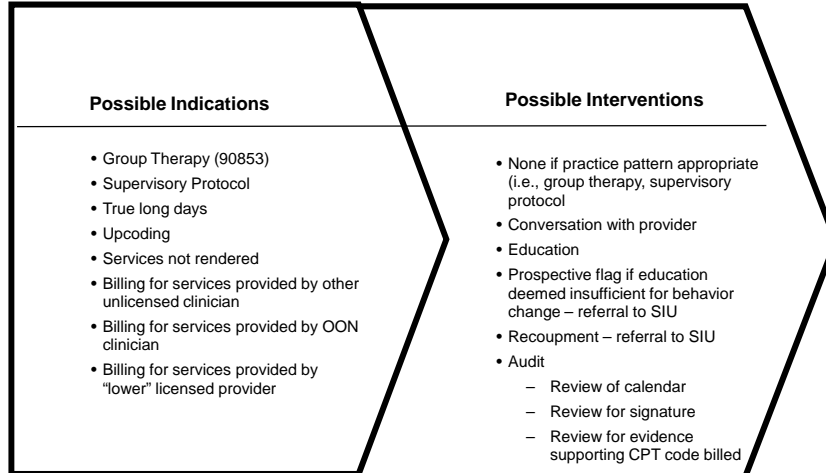 Possible Indications
• Group Therapy (90853)
• Supervisory Protocol
• True long days
• Upcoding
• Services not rendered
• Billing for services provided by other
unlicensed clinician
• Billing for services provided by OON
clinician
• Billing for services provided by
“lower” licensed provider
Possible Interventions
• None if practice pattern appropriate
(i.e., group therapy, supervisory
protocol
• Conversation with provider
• Education
• Prospective flag if education
deemed insufficient for behavior
change – referral to SIU
• Recoupment – referral to SIU
• Audit
– Review of calendar
– Review for signature
– Review for evidence
supporting CPT code billed